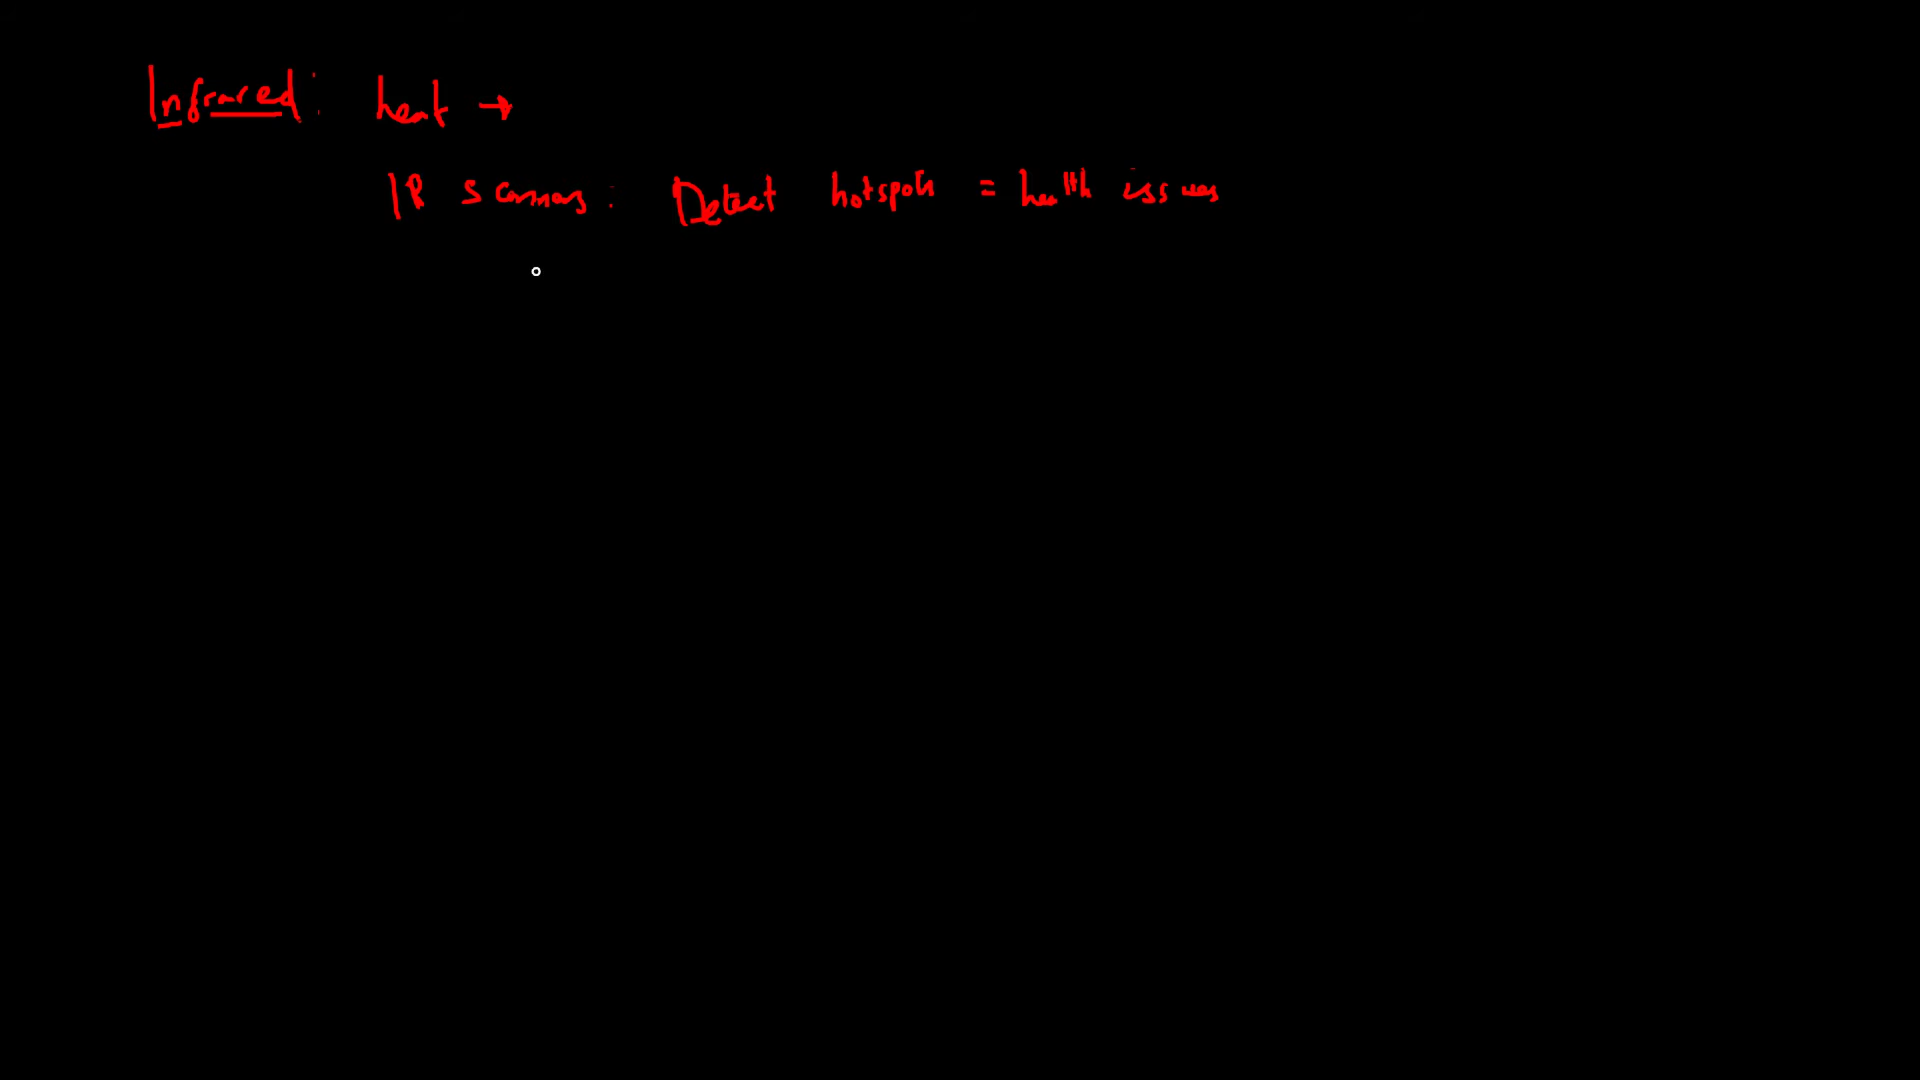 Infrared: heat →
IR scanners: Detect hotspots = health issues